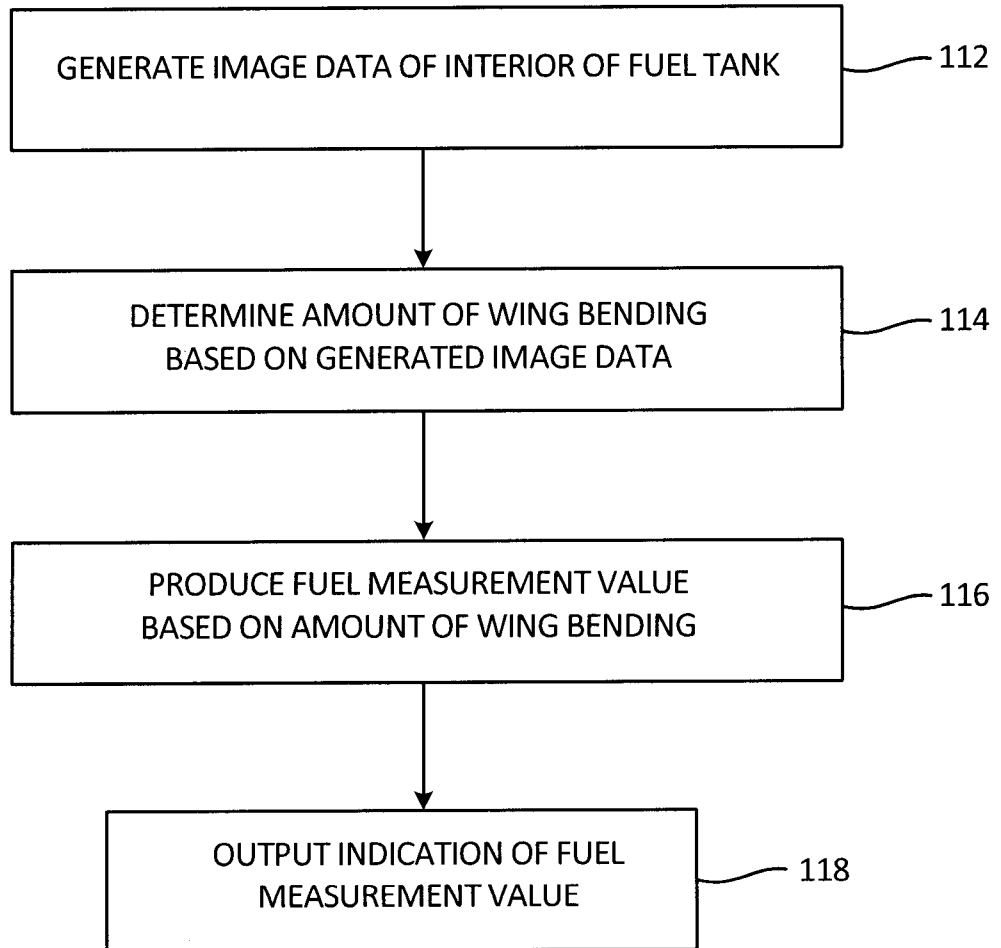 GENERATE IMAGE DATA OF INTERIOR OF FUEL TANK
112
DETERMINE AMOUNT OF WING BENDING
BASED ON GENERATED IMAGE DATA
114
PRODUCE FUEL MEASUREMENT VALUE
BASED ON AMOUNT OF WING BENDING
116
OUTPUT INDICATION OF FUEL
MEASUREMENT VALUE
118